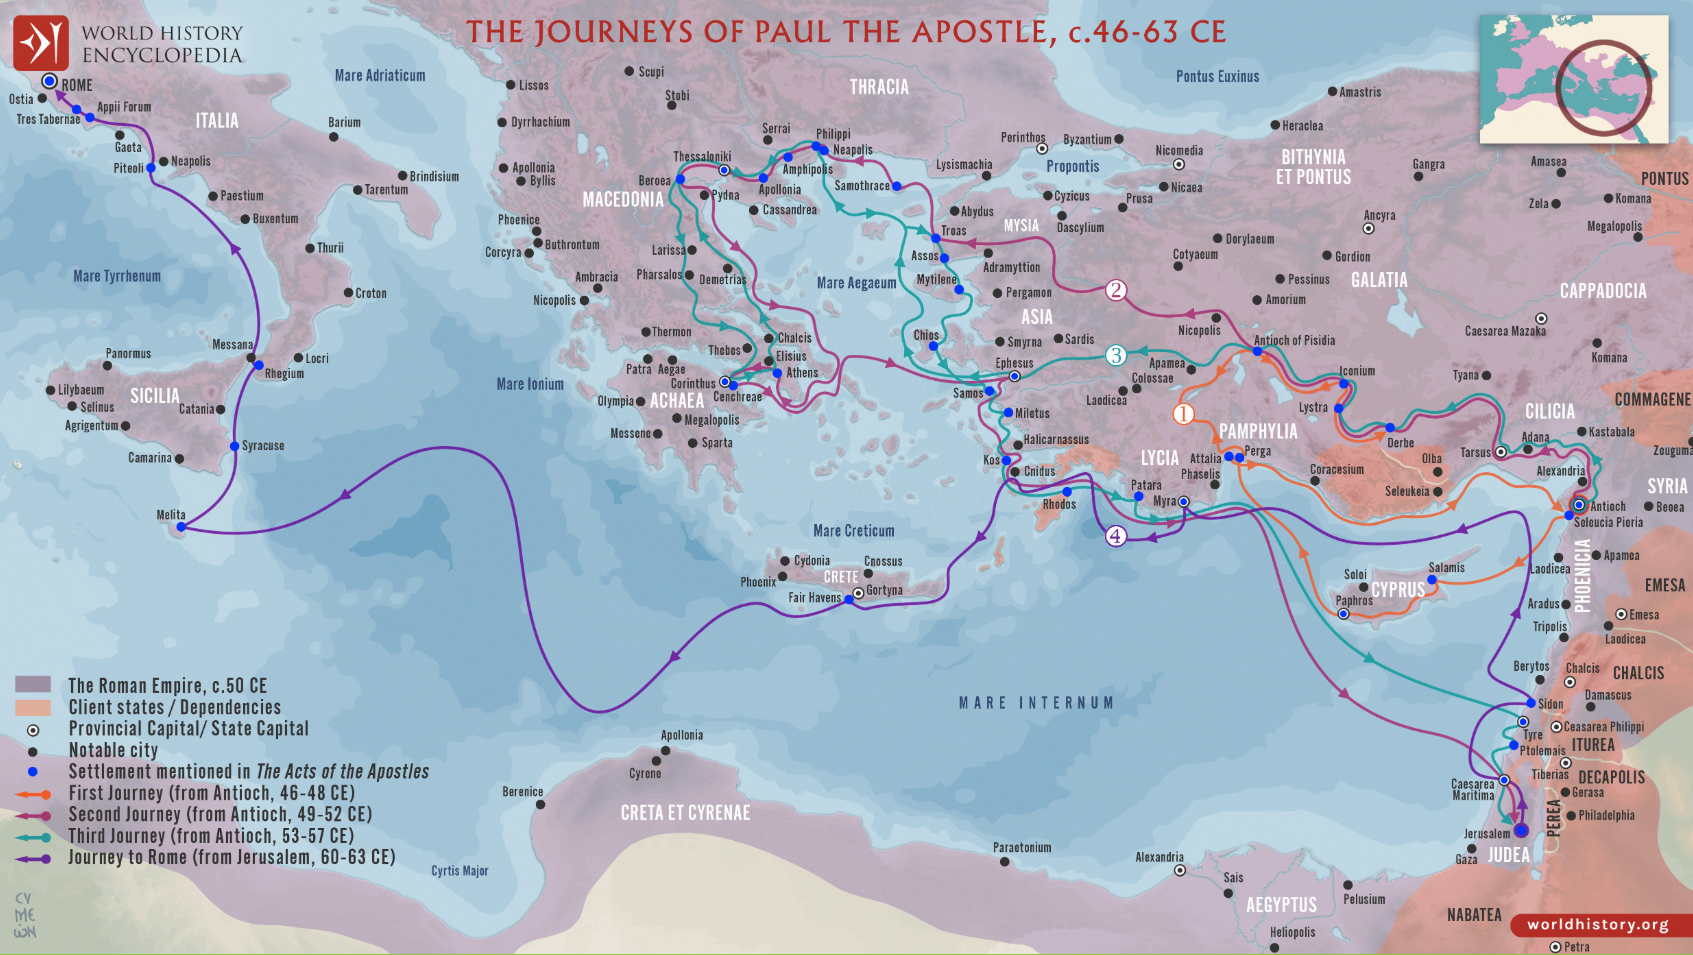 THE JOURNEYS OF PAUL THE APOSTLE, c.46-63 CE
WORLD HISTORY
ENCYCLOPEDIA
Mare Adriaticum
Pontus Euxinus
Lissos
Scupi
Stobi
THRACIA
Amastris
ROME
Ostia
Appii Forum
Tres Tabernae
ITALIA
Barium
Dyrrhachium
Serrai
Philippi
Neapolis
Perinthos
Byzantium
Heraclea
Gaeta
Piteoli
Neapolis
Brindisium
Tarentum
Paestium
Buxentum
Apollonia
Byllis
Thessaloniki
Amphipolis
Apollonia
Beroea
Pydna
Cassandrea
MACEDONIA
Samothrace
Lysismachia
Propontis
Nicomedia
BITHYNIA
ET PONTUS
Gangra
Amasea
PONTUS
Nicaea
Cyzicus
Prusa
Dascylium
Abydus
MYSIA
Zela
Komana
Megalopolis
Ancyra
Phoenice
Buthrontum
Corcyra
Thurii
Troas
Assos
Adramyttion
Dorylaeum
Cotyaeum
Gordion
Pessinus
GALATIA
Amorium
CAPPADOCIA
Mare Tyrrhenum
Croton
Ambracia
Nicopolis
Larissa
Pharsalos
Demetrias
Mare Aegaeum
Mytilene
Pergamon
2
ASIA
Nicopolis
Caesarea Mazaka
Komana
Thermon
Chalcis
Thebos
Elisius
Chios
Smyrna
Sardis
Antioch of Pisidia
Panormus
Messana
Locri
Rhegium
Patra
Aegae
Corinthus
Athens
Cenchreae
Ephesus
3
Apamea
Colossae
Laodicea
Iconium
Tyana
Lilybaeum
Selinus
SICILIA
Agrigentum
Catania
Mare Ionium
Olympia
ACHAEA
Megalopolis
Messene
Sparta
Samos
Miletus
1
Lystra
Derbe
CILICIA
COMMAGENE
Camarina
Syracuse
Halicarnassus
Kos
Cnidus
LYCIA
PAMPHYLIA
Attalia
Perga
Phaselis
Coracesium
Olba
Seleukeia
Tarsus
Adana
Kastabala
Alexandria
Zeugma
SYRIA
Antioch
Beoea
Seloucia Pieria
Rhodos
Patara
Myra
4
Melita
Mare Creticum
Cydonia
Cnossus
Phoenix
CRETE
Gortyna
Fair Havens
Soloi
CYPRUS
Salamis
Paphros
Laodicea
Apamea
PHOENICIA
EMESA
Aradus
Emesa
Tripolis
Laodicea
Berytos
Chalcis
CHALCIS
Damascus
MARE INTERNUM
Sidon
Ceasarea Philippi
Tyre
ITUREA
Ptolemais
Tiberias
DECAPOLIS
Caesarea
Maritima
Gerasa
PEREA
Philadelphia
Jerusalem
Gaza
JUDEA
NABATEA
Petra
Apollonia
Cyrene
Berenice
CRETA ET CYRENAE
Cyrtis Major
Paraetonium
Alexandria
Sais
AEGYPTUS
Pelusium
Heliopolis
The Roman Empire, c.50 CE
Client states / Dependencies
Provincial Capital/ State Capital
Notable city
Settlement mentioned in The Acts of the Apostles
First Journey (from Antioch, 46-48 CE)
Second Journey (from Antioch, 49-52 CE)
Third Journey (from Antioch, 53-57 CE)
Journey to Rome (from Jerusalem, 60-63 CE)
worldhistory.org